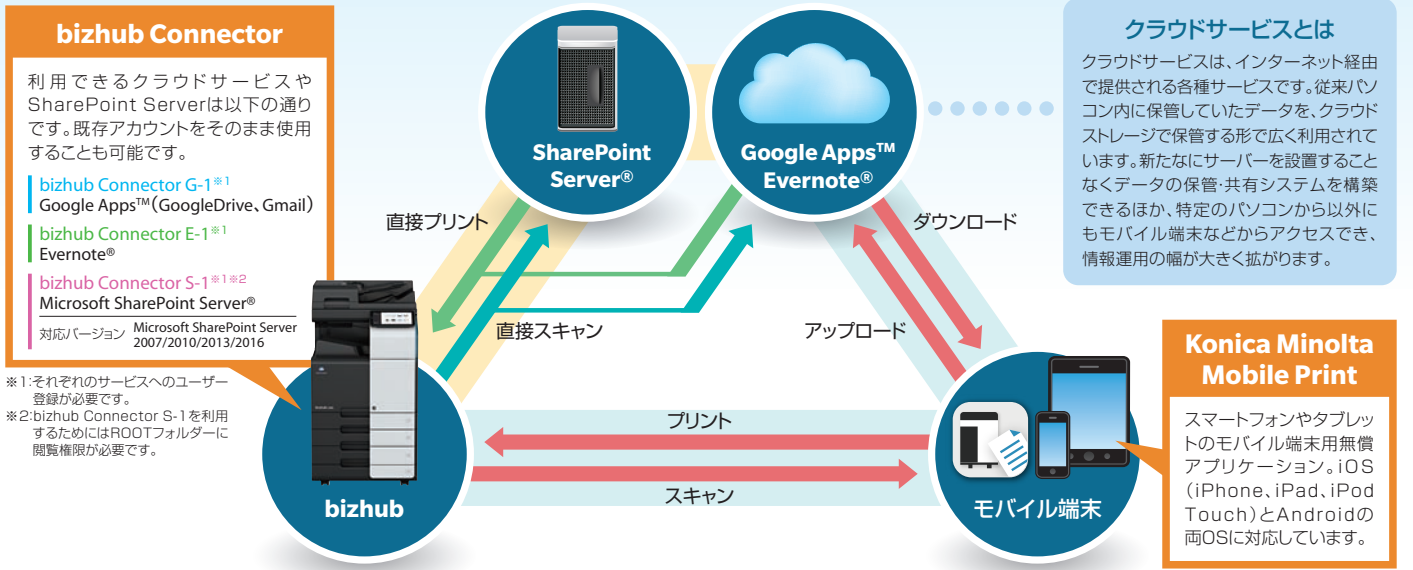 bizhub Connector
利用できるクラウドサービスや
SharePoint Serverは以下の通り
です。既存アカウントをそのまま使用
することも可能です。
bizhub Connector G-1※1
Google Apps™（GoogleDrive、Gmail）
bizhub Connector E-1※1
Evernote®
bizhub Connector S-1※1※2
Microsoft SharePoint Server®
対応バージョン Microsoft SharePoint Server
2007/2010/2013/2016
※1:それぞれのサービスへのユーザー
登録が必要です。
※2:bizhub Connector S-1を利用
するためにはROOTフォルダーに
閲覧権限が必要です。
SharePoint
Server®
Google Apps™
Evernote®
クラウドサービスとは
クラウドサービスは、インターネット経由
で提供される各種サービスです。従来パソ
コン内に保管していたデータを、クラウド
ストレージで保管する形で広く利用されて
います。新たにサーバーを設置すること
なくデータの保管・共有システムを構築
できるほか、特定のパソコンから以外に
もモバイル端末などからアクセスでき、
情報運用の幅が大きく拡がります。
直接プリント
直接スキャン
ダウンロード
アップロード
プリント
スキャン
bizhub
モバイル端末
Konica Minolta
Mobile Print
スマートフォンやタブレッ
トのモバイル端末用無償
アプリケーション。iOS
（iPhone、iPad、iPod
Touch）とAndroidの
両OSに対応しています。